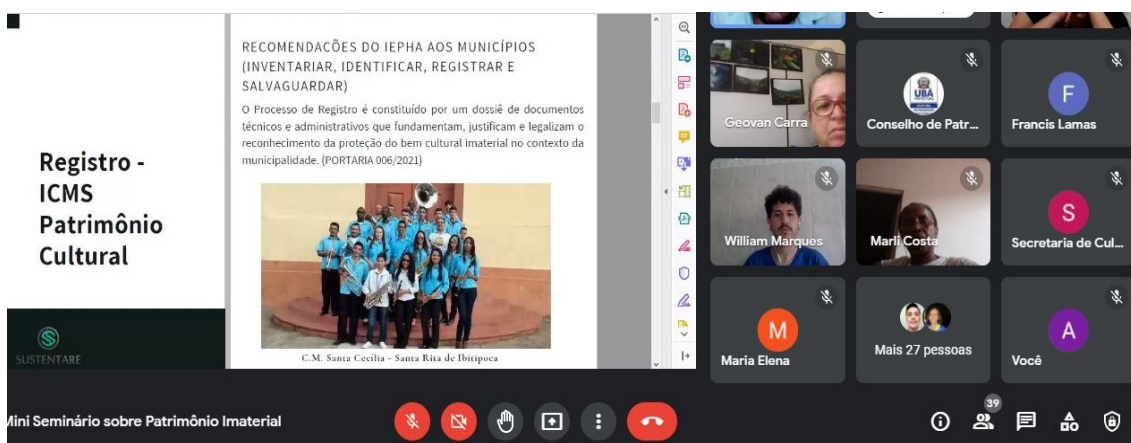 Registro -
ICMS
Patrimônio
Cultural
SUSTENTARE
RECOMENDACÕES DO IEPHA AOS MUNICÍPIOS
(INVENTARIAR, IDENTIFICAR, REGISTRAR E
SALVAGUARDAR)
O Processo de Registro é constituído por um dossiê de documentos
técnicos e administrativos que fundamentam, justificam e legalizam o
reconhecimento da proteção do bem cultural imaterial no contexto da
municipalidade. (PORTARIA 006/2021)
C.M. Santa Cecília - Santa Rita de Ibitipoca
Geovan Carra
UBÁ
Conselho de Patr...
F
Francis Lamas
William Marques
Marli Costa
S
Secretaria de Cul...
M
Maria Elena
Mais 27 pessoas
A
Você
Mini Seminário sobre Patrimônio Imaterial
39